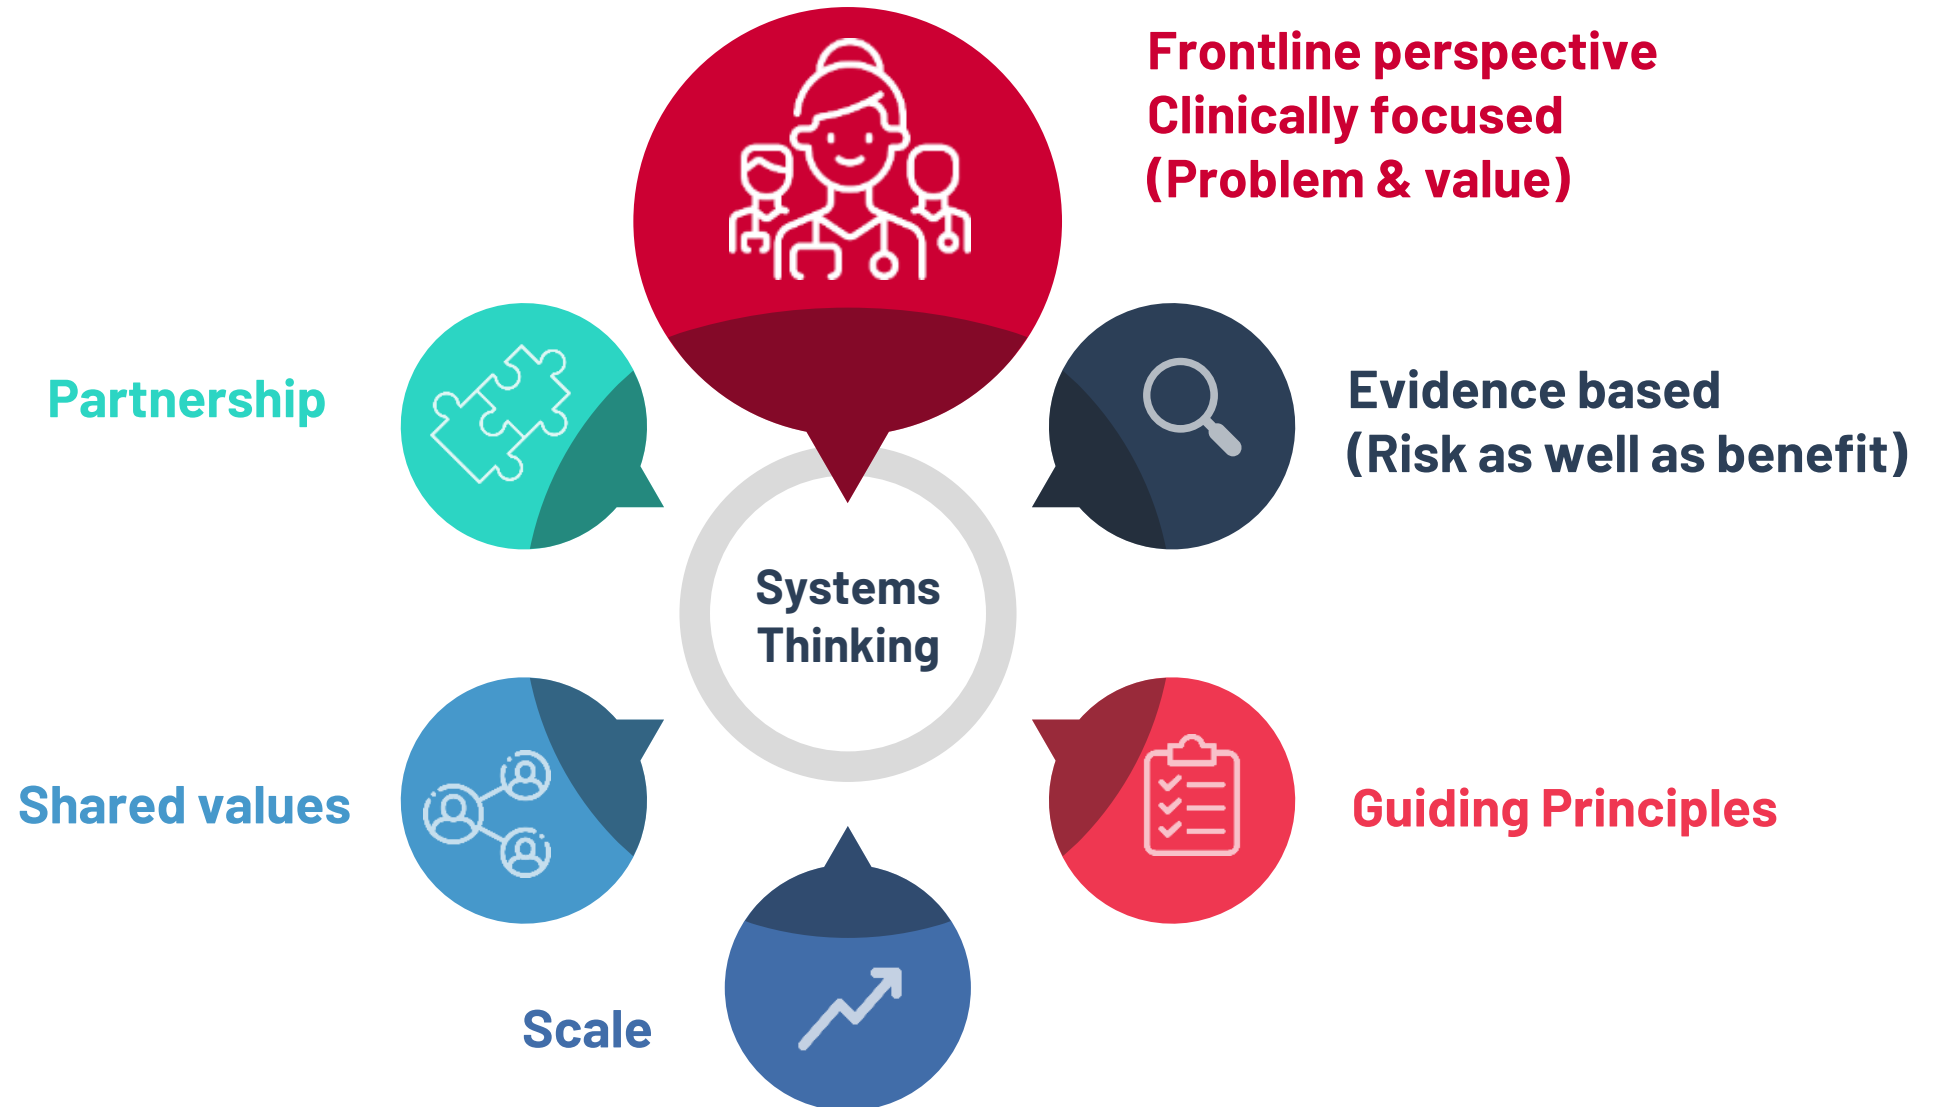 Frontline perspective
Clinically focused
(Problem & value)
Partnership
Evidence based
(Risk as well as benefit)
Systems
Thinking
Shared values
Guiding Principles
Scale